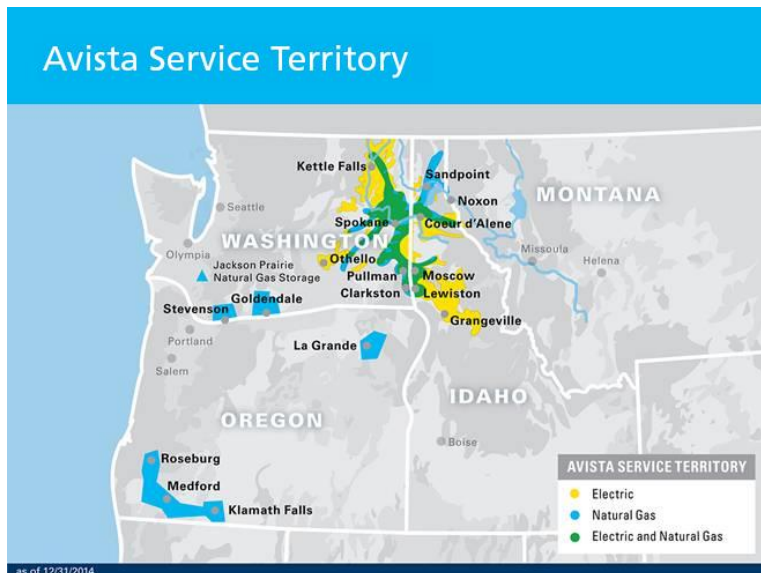 Avista Service Territory
Kettle Falls
Sandpoint
Noxon
MONTANA
Seattle
Spokane
Coeur d'Alene
WASHINGTON
Olympia
Othello
Missoula
Helena
Jackson Prairie
Natural Gas Storage
Pullman
Moscow
Clarkston
Lewiston
Goldendale
Stevenson
Grangeville
Portland
La Grande
Salem
IDAHO
OREGON
Boise
Roseburg
Medford
Klamath Falls
AVISTA SERVICE TERRITORY
Electric
Natural Gas
Electric and Natural Gas
as of 12/31/2014